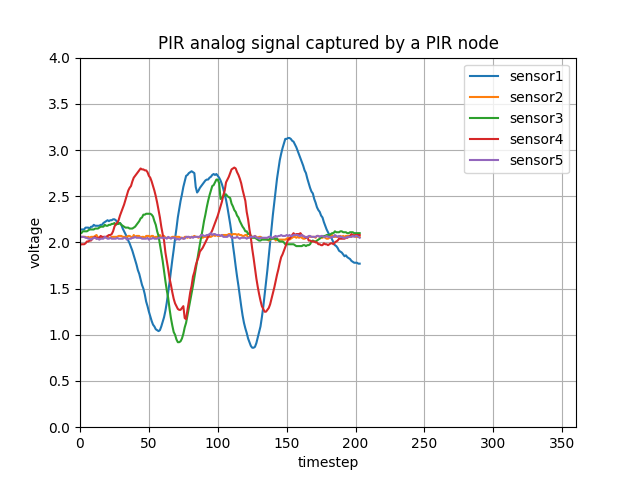 PIR analog signal captured by a PIR node
4.0
3.5
3.0
2.5
2.0
1.5
1.0
0.5
0.0
voltage
sensor1
sensor2
sensor3
sensor4
sensor5
0 50 100 150 200 250 300 350
timestep